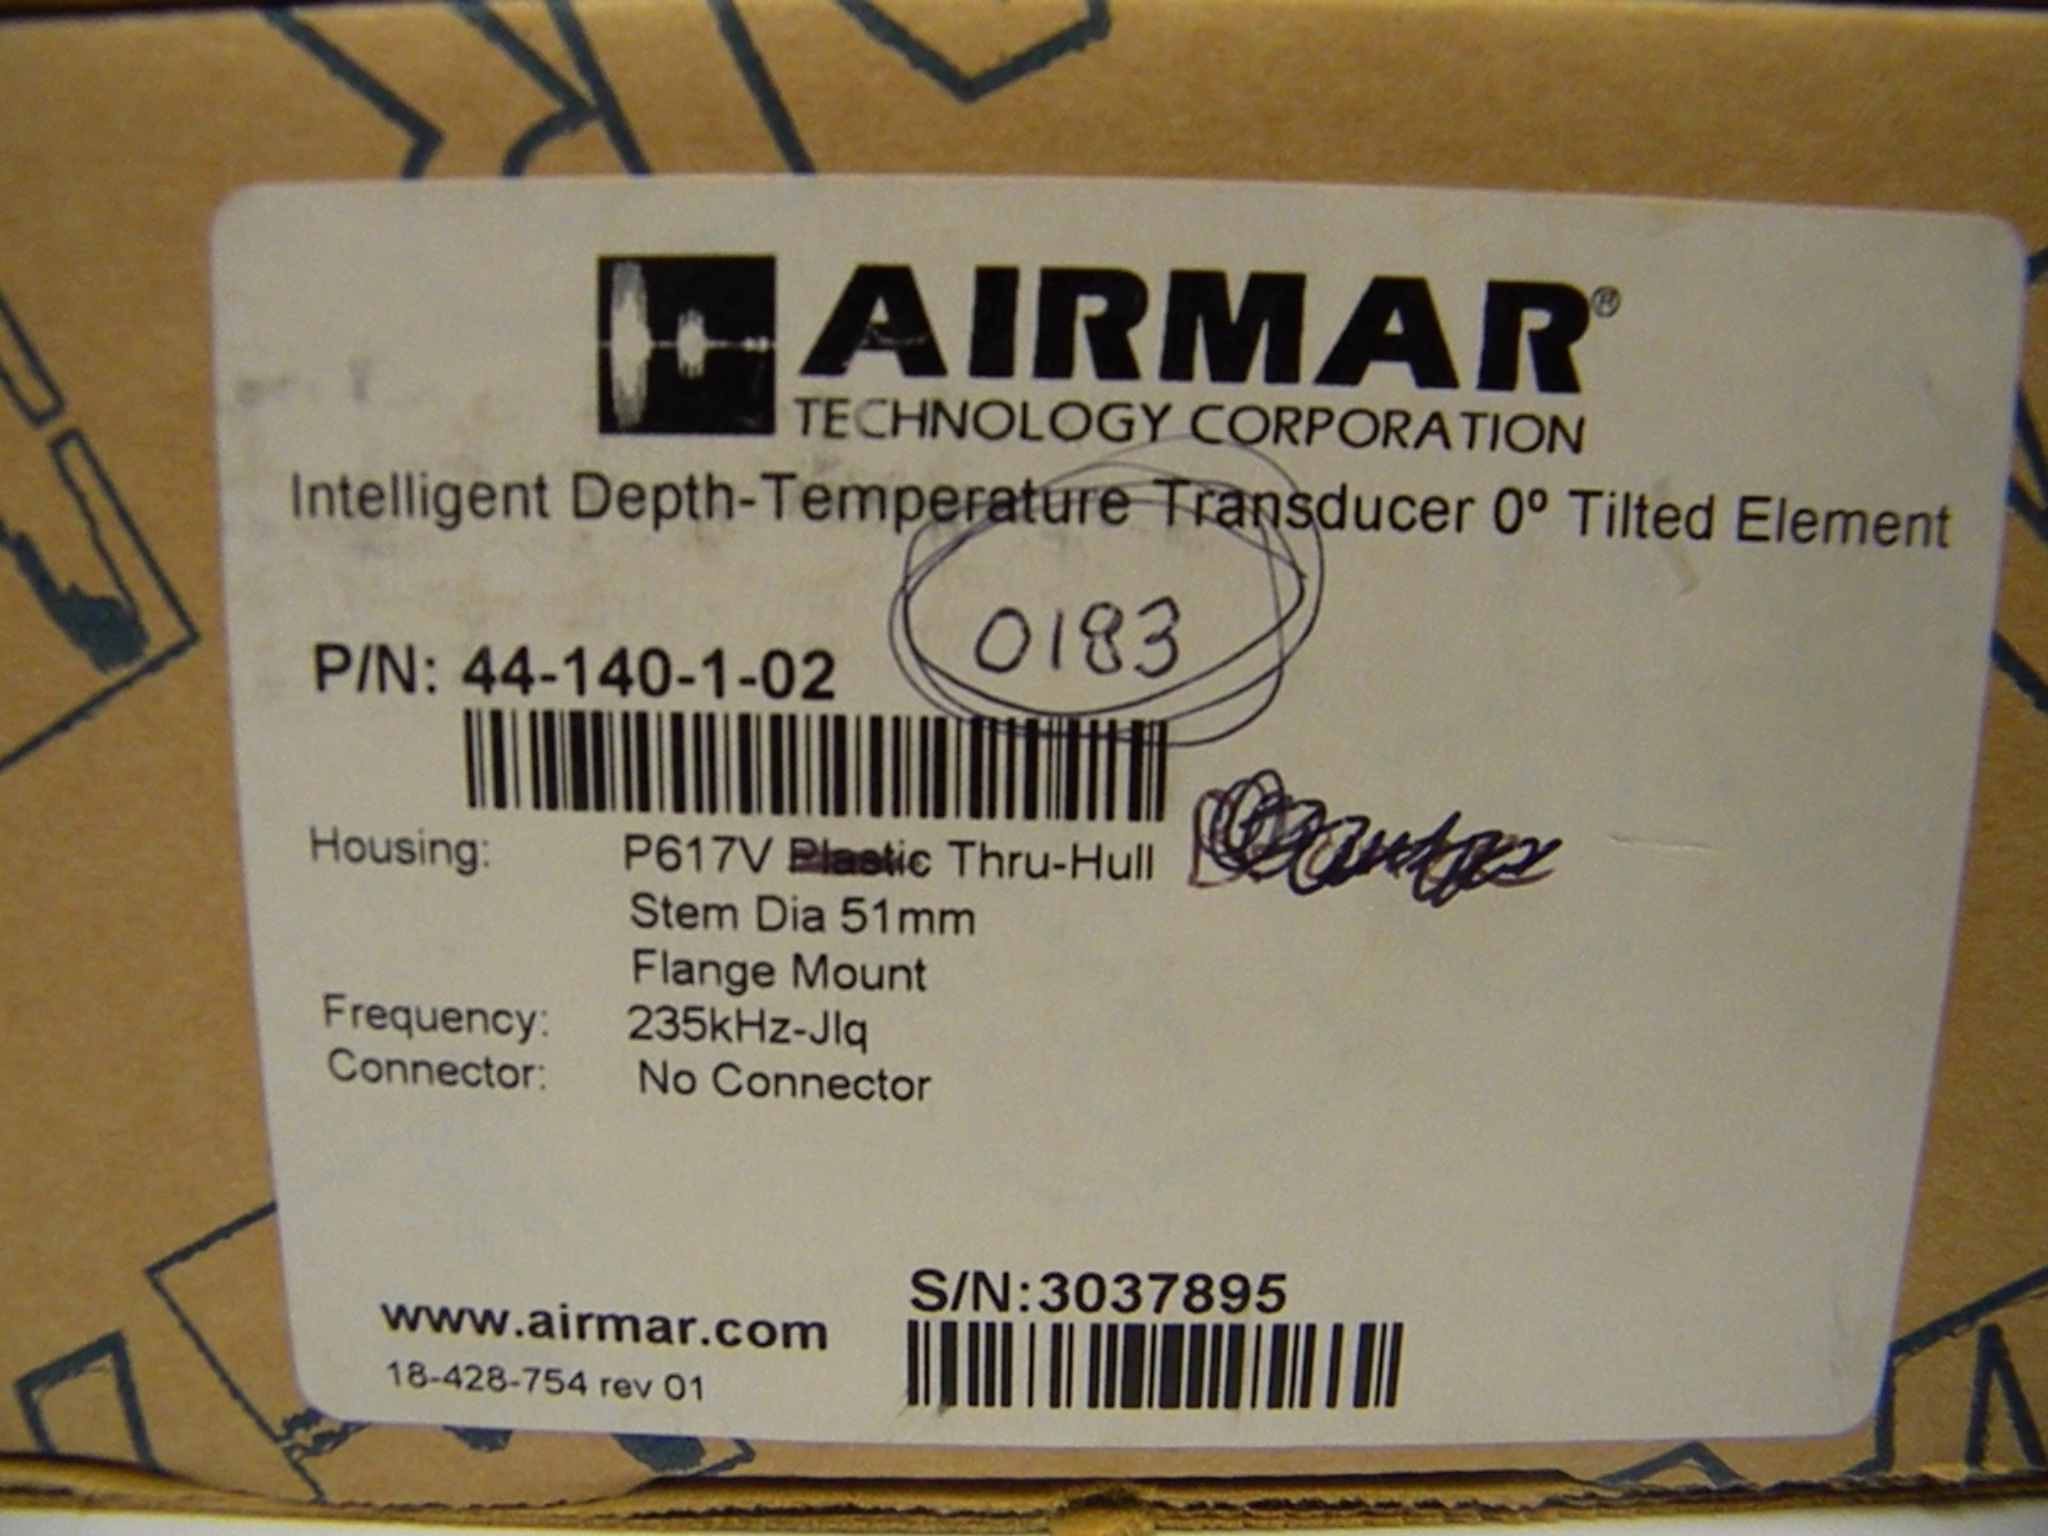 AIRMAR®
TECHNOLOGY CORPORATION
Intelligent Depth-Temperature Transducer 0º Tilted Element
0183
P/N: 44-140-1-02
Housing: P617V Plastic Thru-Hull
Stem Dia 51mm
Flange Mount
Frequency: 235kHz-JIq
Connector: No Connector
S/N:3037895
www.airmar.com
18-428-754 rev 01